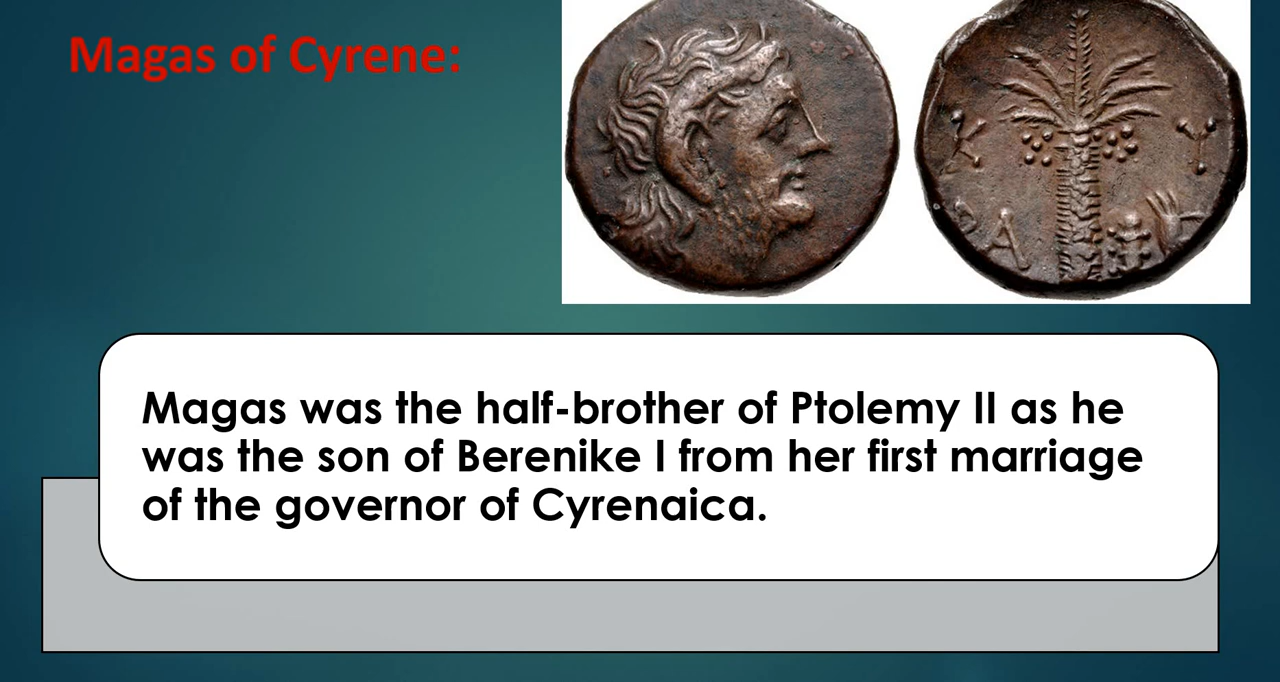 Magas of Cyrene:
Κ Υ
Ρ Α
Magas was the half-brother of Ptolemy II as he
was the son of Berenike I from her first marriage
of the governor of Cyrenaica.